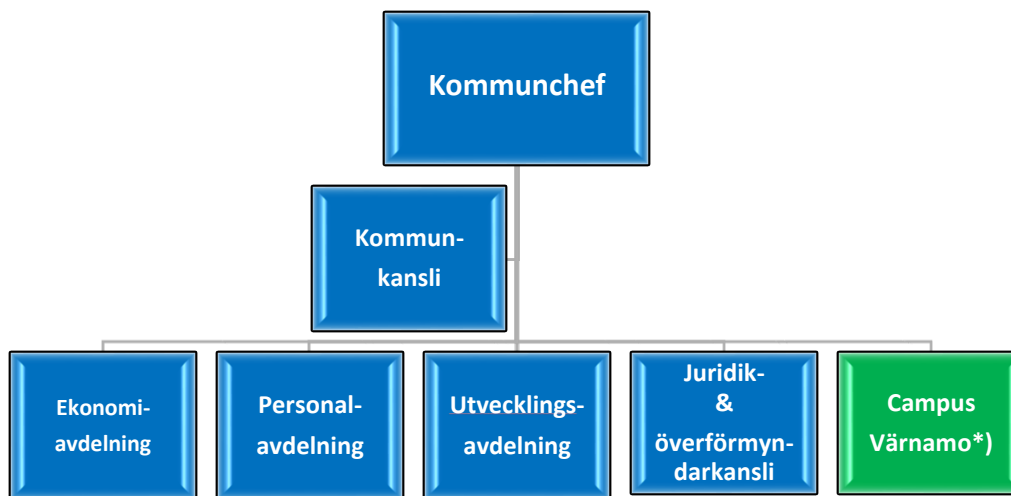 Kommunchef
Kommun-
kansli
Ekonomi-
avdelning
Personal-
avdelning
Utvecklings-
avdelning
Juridik-
&
överförmyn-
darkansli
Campus
Värnamo*)